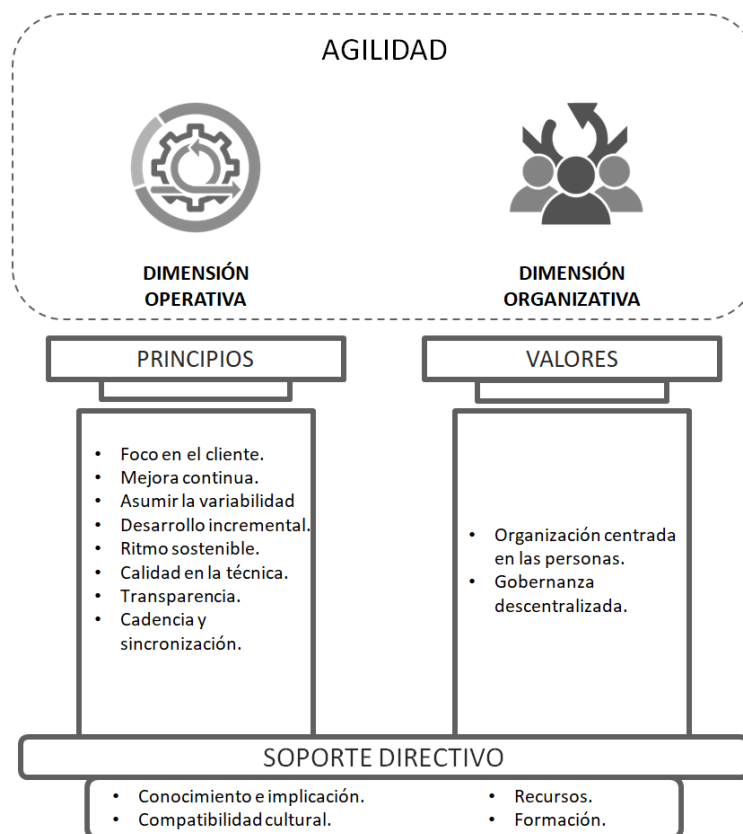 AGILIDAD
DIMENSIÓN
OPERATIVA
DIMENSIÓN
ORGANIZATIVA
PRINCIPIOS
• Foco en el cliente.
• Mejora continua.
• Asumir la variabilidad
• Desarrollo incremental.
• Ritmo sostenible.
• Calidad en la técnica.
• Transparencia.
• Cadencia y
sincronización.
VALORES
• Organización centrada
en las personas.
• Gobernanza
descentralizada.
SOPORTE DIRECTIVO
• Conocimiento e implicación.
• Compatibilidad cultural.
• Recursos.
• Formación.